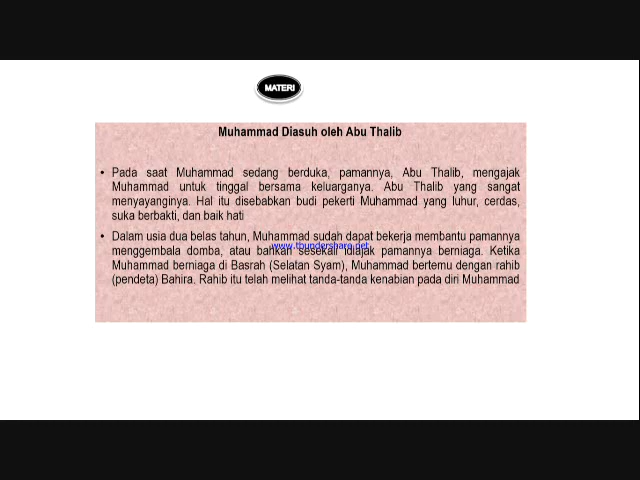 MATERI
Muhammad Diasuh oleh Abu Thalib
• Pada saat Muhammad sedang berduka, pamannya, Abu Thalib, mengajak
Muhammad untuk tinggal bersama keluarganya. Abu Thalib yang sangat
menyayanginya. Hal itu disebabkan budi pekerti Muhammad yang luhur, cerdas,
suka berbakti, dan baik hati
• Dalam usia dua belas tahun, Muhammad sudah dapat bekerja membantu pamannya
www.thundershare.net
menggembala domba, atau bahkan sesekali idiajak pamannya berniaga. Ketika
Muhammad berniaga di Basrah (Selatan Syam), Muhammad bertemu dengan rahib
(pendeta) Bahira. Rahib itu telah melihat tanda-tanda kenabian pada diri Muhammad